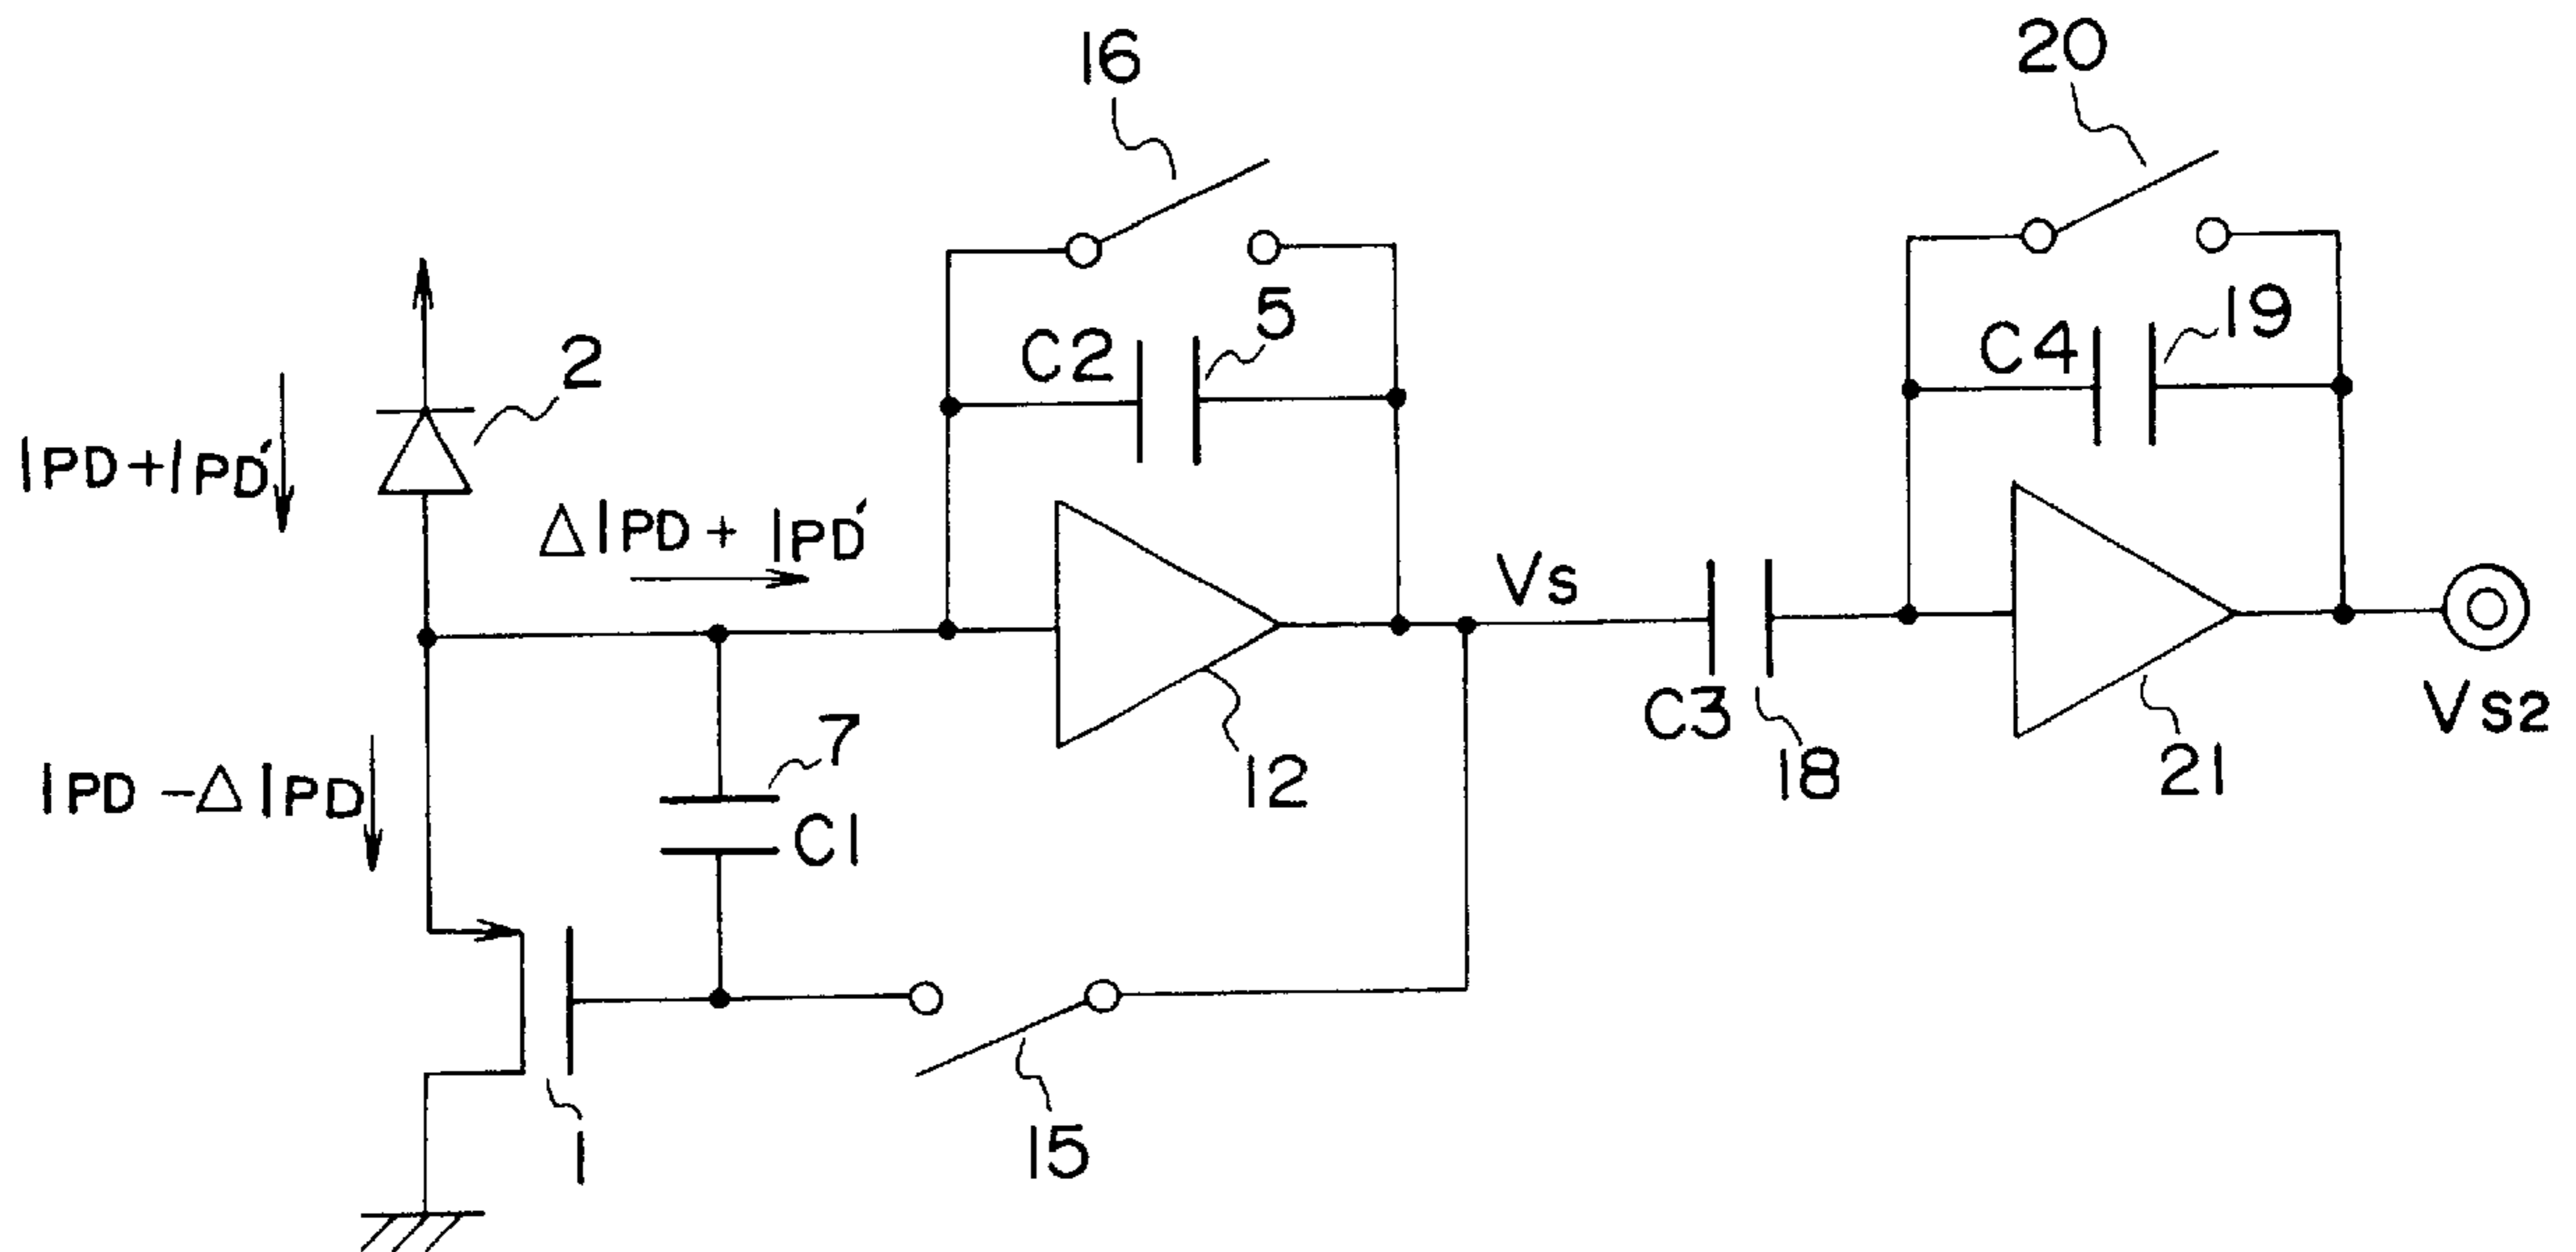 16
20
2
5
C2
19
C4
IPD+IPD′
ΔIPD + IPD′
Vs
7
C1
12
C3
18
21
Vs2
IPD −ΔIPD
15
1